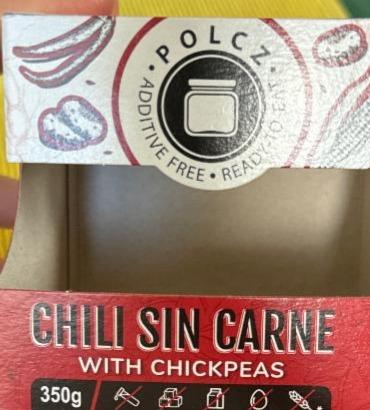 • POLCZ •
ADDITIVE FREE • READY TO EAT
CHILI SIN CARNE
WITH CHICKPEAS
350g